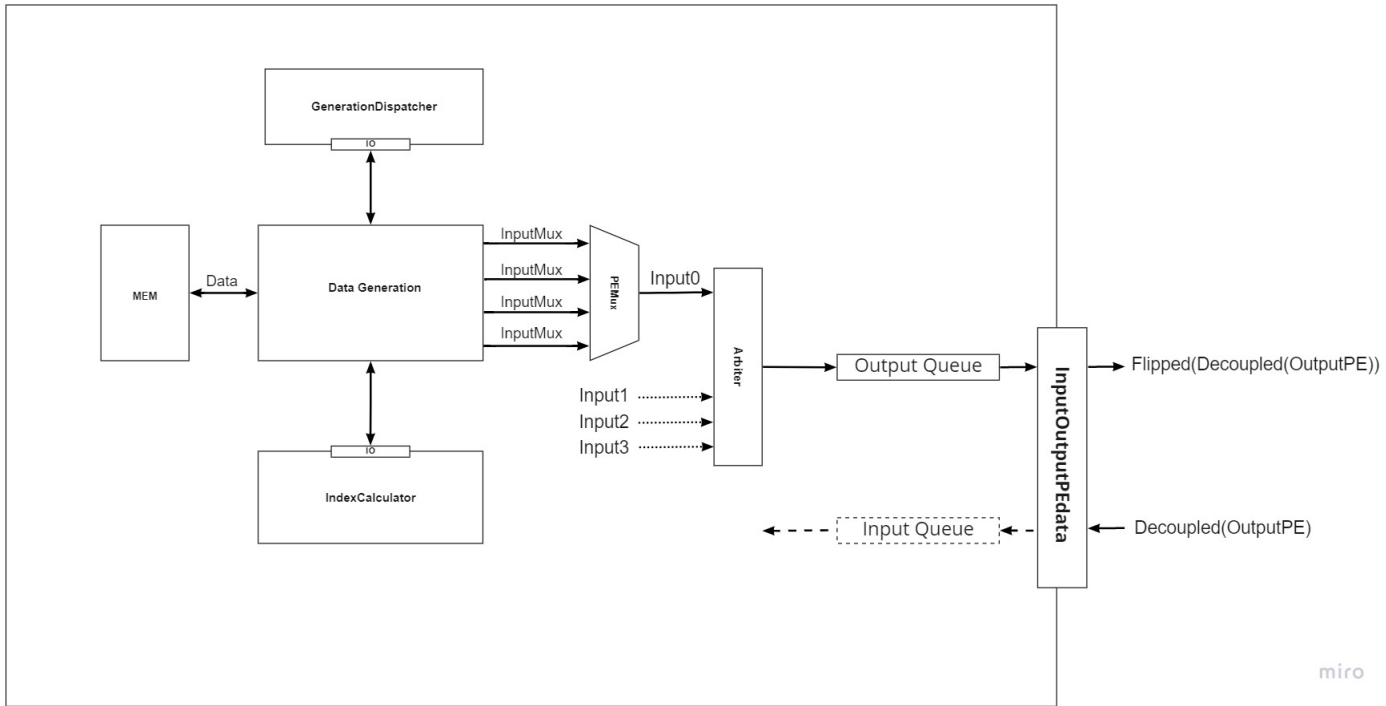 GenerationDispatcher
IO
InputMux
InputMux
InputMux
InputMux
Data
MEM
Data Generation
PEMux
Input0
Arbiter
Output Queue
Flipped(Decoupled(OutputPE))
Input1
Input2
Input3
InputOutputPEdata
IO
IndexCalculator
Input Queue
Decoupled(OutputPE)
miro